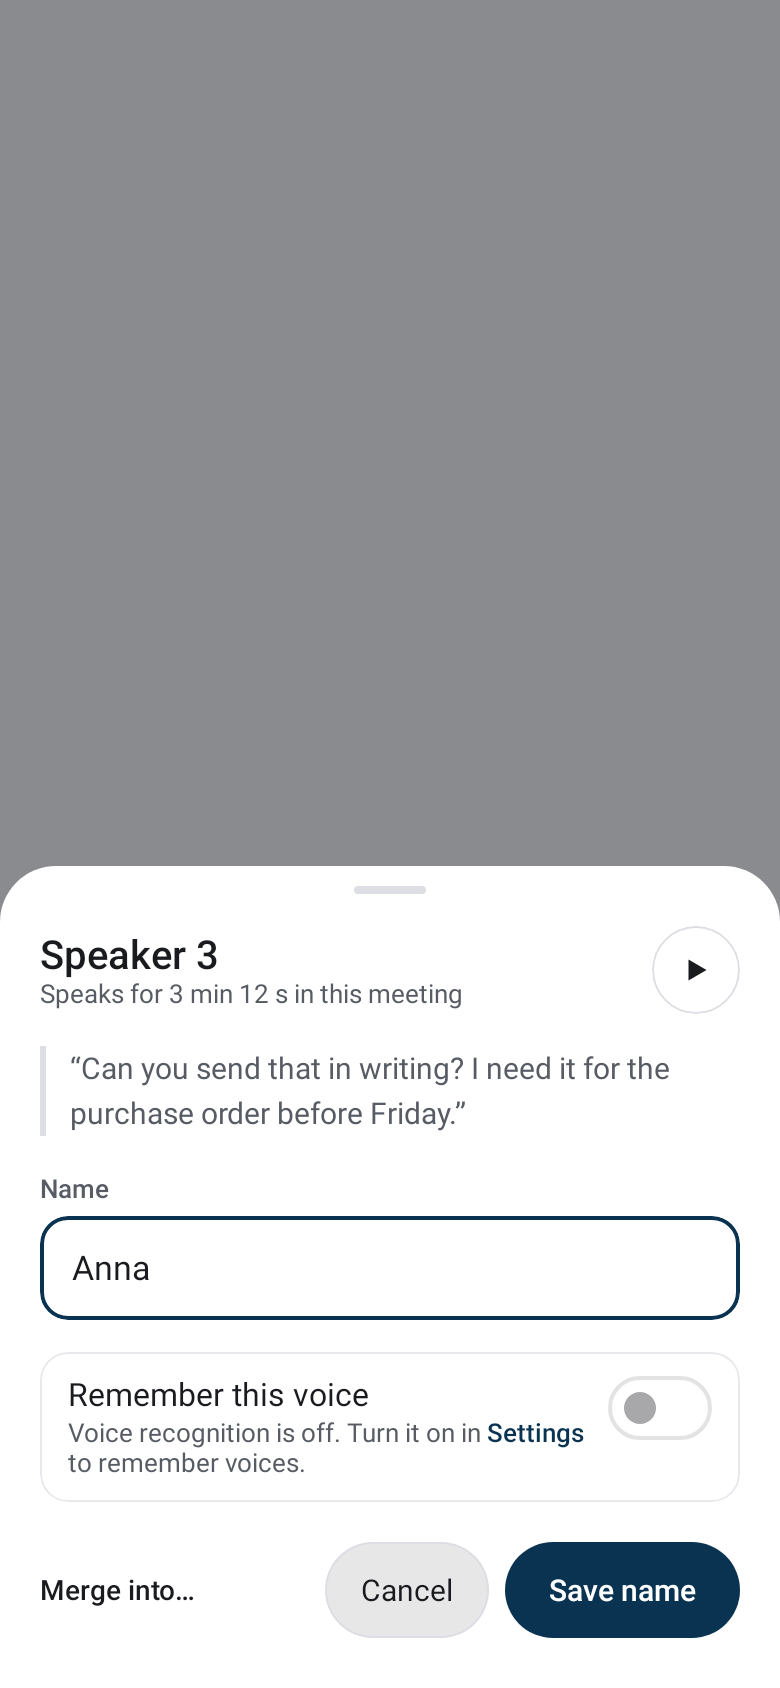 Speaker 3
Speaks for 3 min 12 s in this meeting
“Can you send that in writing? I need it for the
purchase order before Friday.”
Name
Anna
Remember this voice
Voice recognition is off. Turn it on in Settings
to remember voices.
Merge into…
Cancel
Save name